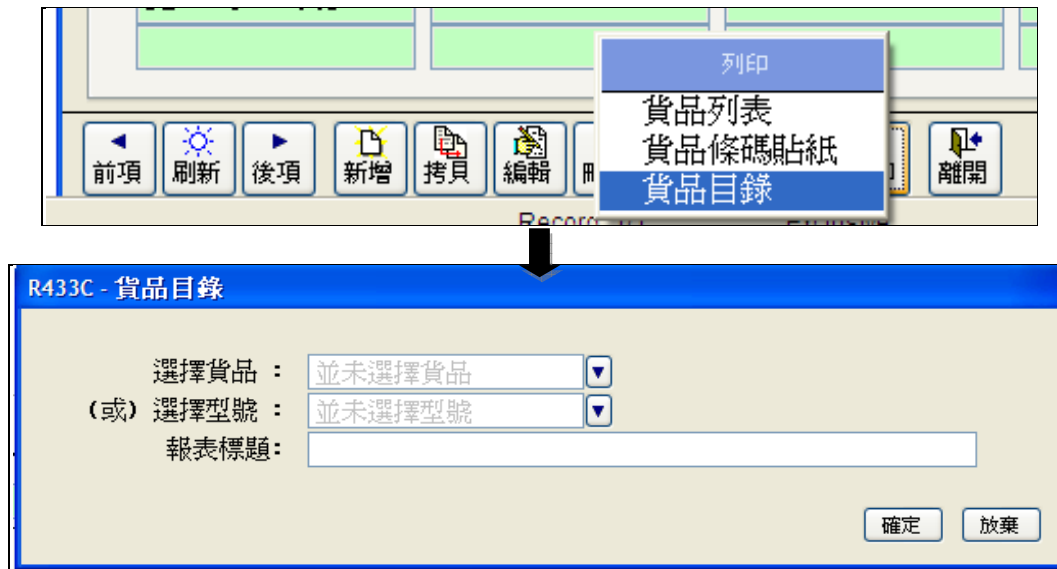 列印
貨品列表
貨品條碼貼紙
貨品目錄
前項 刷新 後項 新增 拷貝 編輯 離開
R433C - 貨品目錄
選擇貨品 : 並未選擇貨品
(或) 選擇型號 : 並未選擇型號
報表標題:
確定 放棄